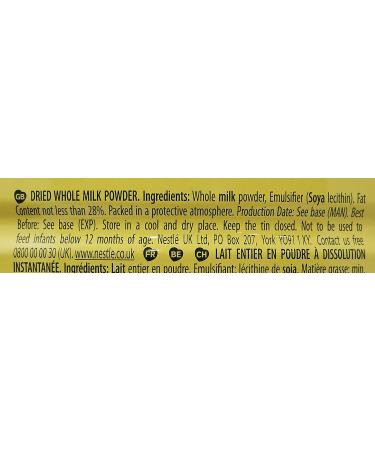 GB DRIED WHOLE MILK POWDER. Ingredients: Whole milk powder, Emulsifier (Soya lecithin). Fat
Content not less than 28%. Packed in a protective atmosphere. Production Date: See base (MAN). Best
Before: See base (EXP). Store in a cool and dry place. Keep the tin closed. Not to be used to
feed infants below 12 months of age. Nestlé UK Ltd, PO Box 207, York YO91 1XY. Contact us free
0800 00 00 30 (UK). www.nestle.co.uk FR BE CH LAIT ENTIER EN POUDRE À DISSOLUTION
INSTANTANÉE. Ingrédients: Lait entier en poudre. Emulsifiant: lécithine de soja. Matière grasse: min.